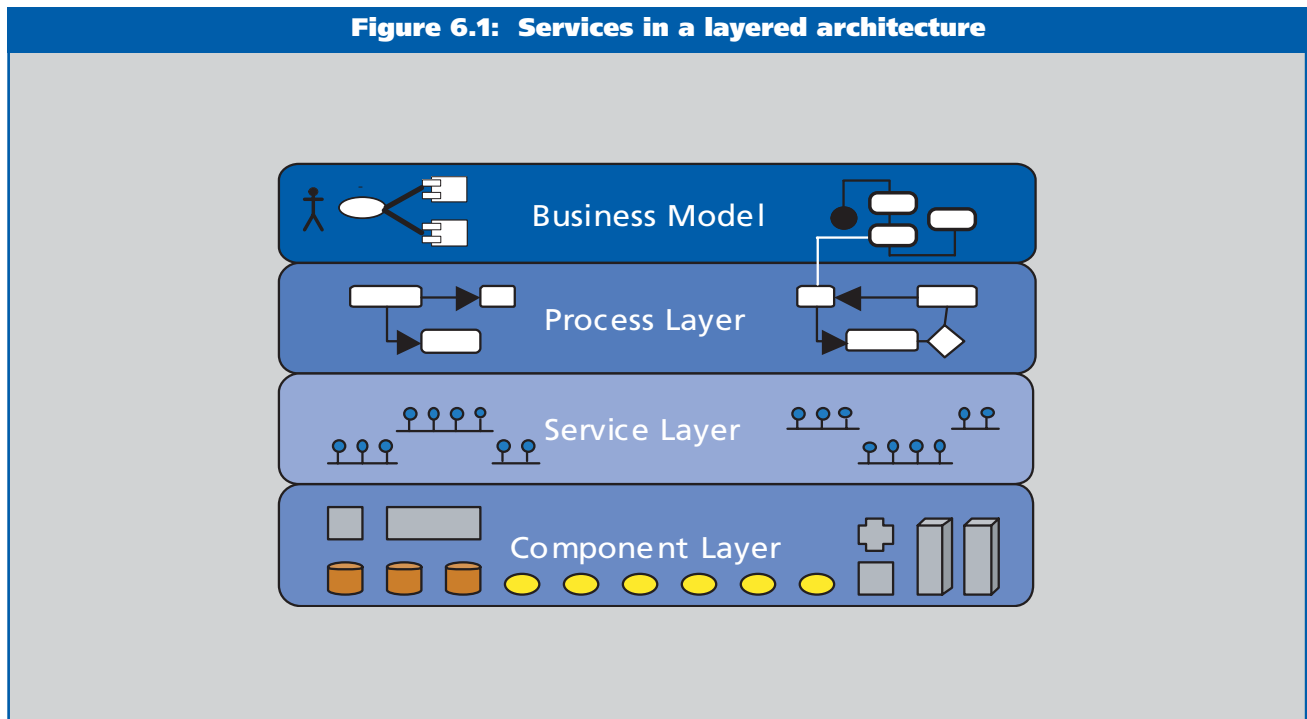 Figure 6.1: Services in a layered architecture
Business Model
Process Layer
Service Layer
Component Layer